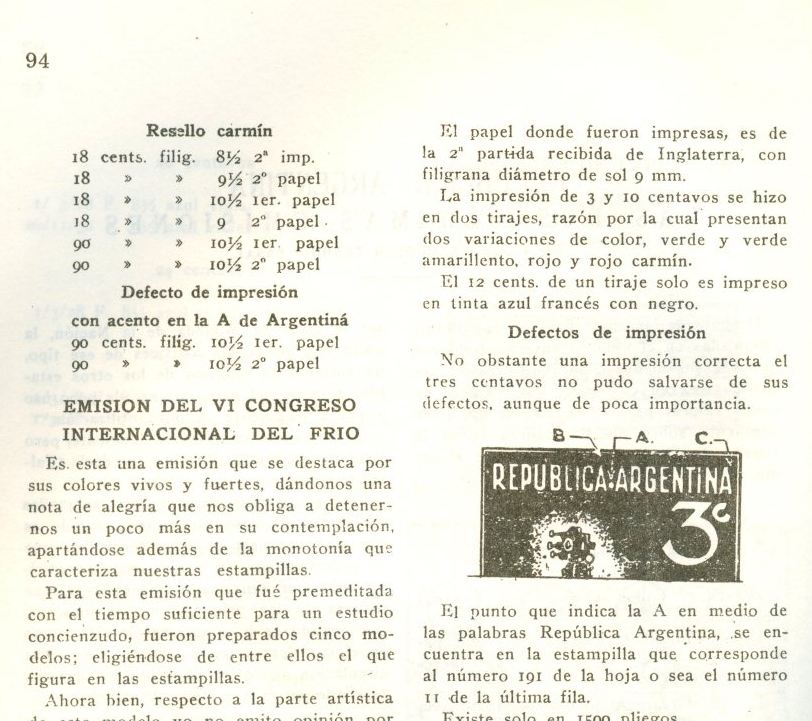 94
Resello carmín
18 cents. filig. 8½ 2ª imp.
18 » » 9½ 2º papel
18 » » 10½ 1er. papel
18 » » 9 2º papel
90 » » 10½ 1er. papel
90 » » 10½ 2º papel
Defecto de impresión
con acento en la A de Argentiná
90 cents. filig. 10½ 1er. papel
90 » » 10½ 2º papel
EMISION DEL VI CONGRESO
INTERNACIONAL DEL FRIO
Es esta una emisión que se destaca por
sus colores vivos y fuertes, dándonos una
nota de alegría que nos obliga a detener-
nos un poco más en su contemplación,
apartándose además de la monotonía que
caracteriza nuestras estampillas.
Para esta emisión que fué premeditada
con el tiempo suficiente para un estudio
concienzudo, fueron preparados cinco mo-
delos; eligiéndose de entre ellos el que
figura en las estampillas.
Ahora bien, respecto a la parte artística
El papel donde fueron impresas, es de
la 2ª partida recibida de Inglaterra, con
filigrana diámetro de sol 9 mm.
La impresión de 3 y 10 centavos se hizo
en dos tirajes, razón por la cual presentan
dos variaciones de color, verde y verde
amarillento, rojo y rojo carmín.
El 12 cents. de un tiraje solo es impreso
en tinta azul francés con negro.
Defectos de impresión
No obstante una impresión correcta el
tres centavos no pudo salvarse de sus
defectos, aunque de poca importancia.
B A. C.
REPUBLICA ARGENTINA
3c
El punto que indica la A en medio de
las palabras República Argentina, se en-
cuentra en la estampilla que corresponde
al número 191 de la hoja o sea el número
11 de la última fila.
Existe solo en 1500 pliegos